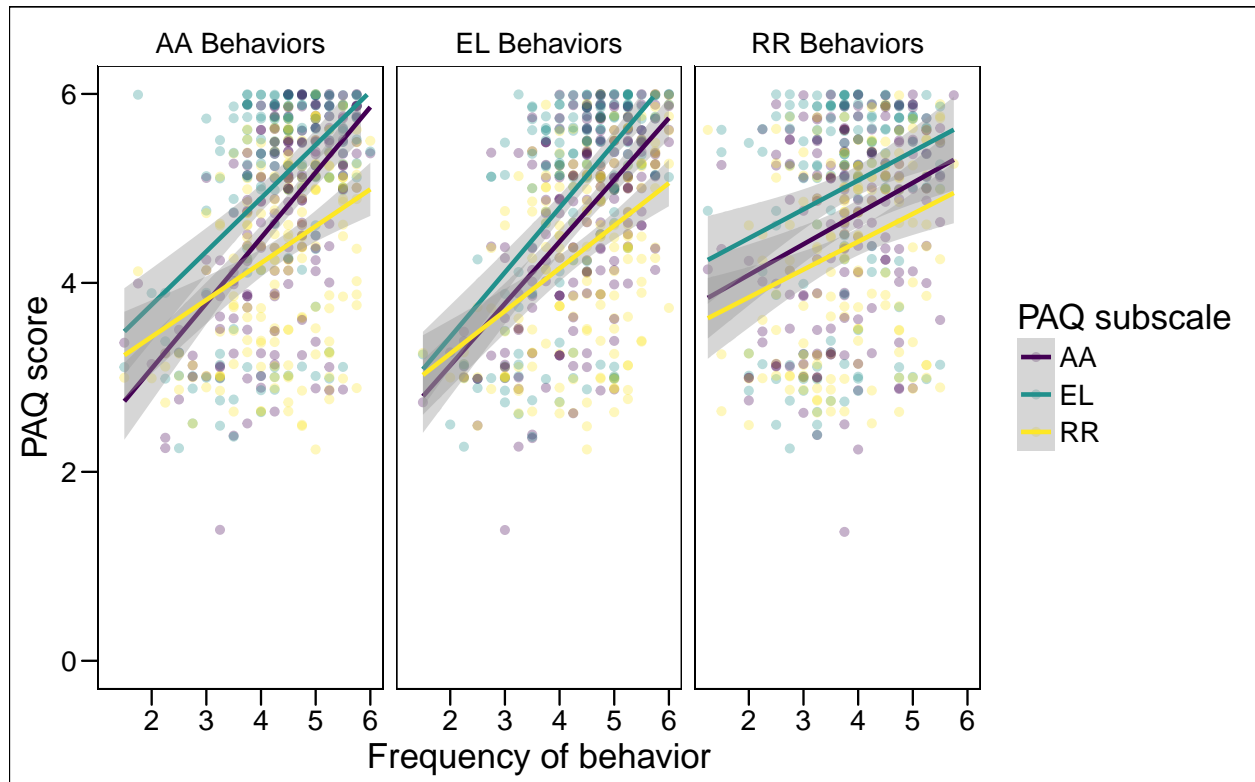 AA Behaviors EL Behaviors RR Behaviors
6
4
2
0
PAQ score
2 3 4 5 6 2 3 4 5 6 2 3 4 5 6
Frequency of behavior
PAQ subscale
AA
EL
RR